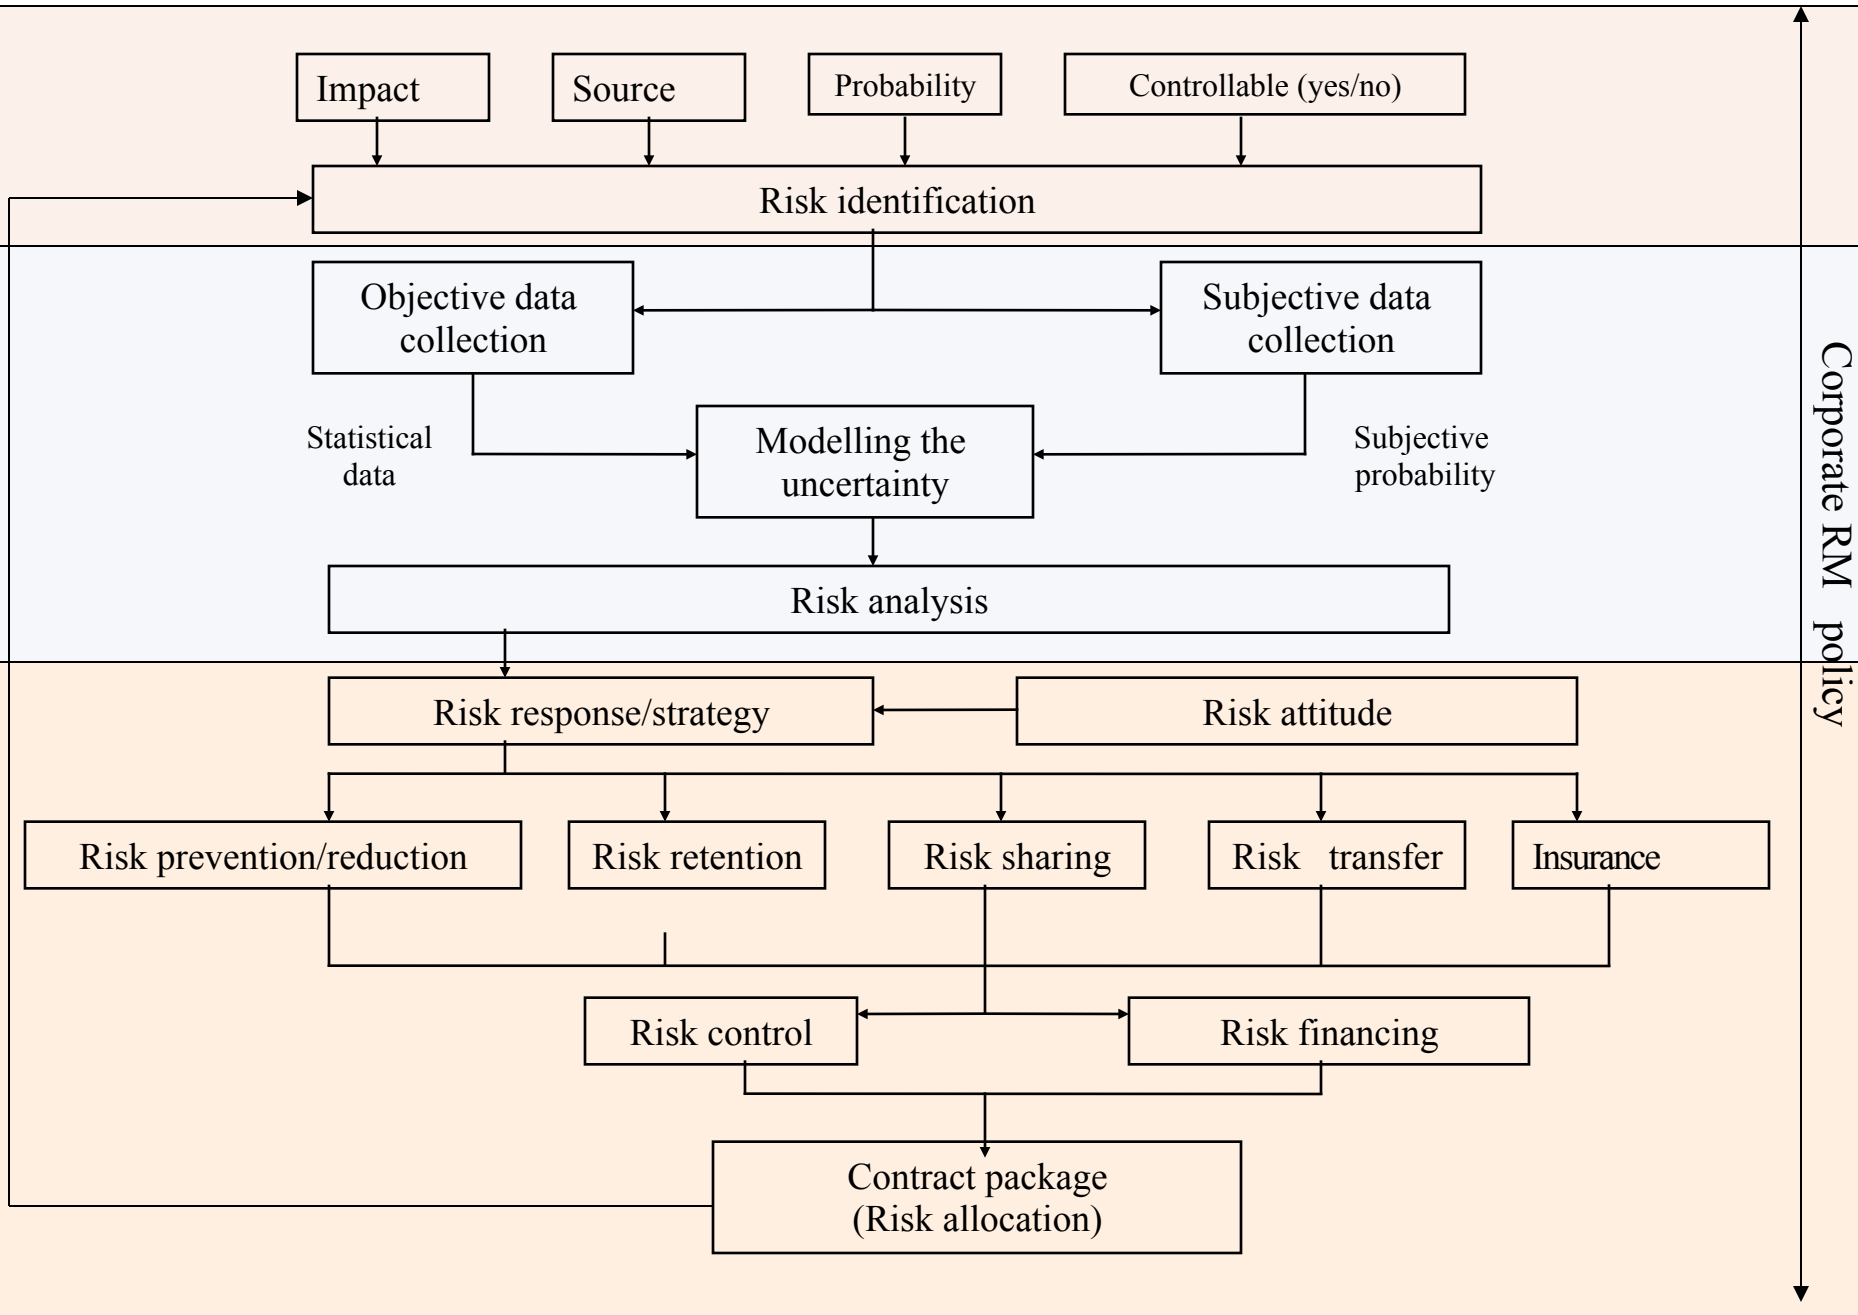 Impact
Source
Probability
Controllable (yes/no)
Risk identification
Objective data
collection
Subjective data
collection
Statistical
data
Modelling the
uncertainty
Subjective
probability
Risk analysis
Risk response/strategy
Risk attitude
Risk prevention/reduction
Risk retention
Risk sharing
Risk transfer
Insurance
Risk control
Risk financing
Contract package
(Risk allocation)
Corporate RM policy